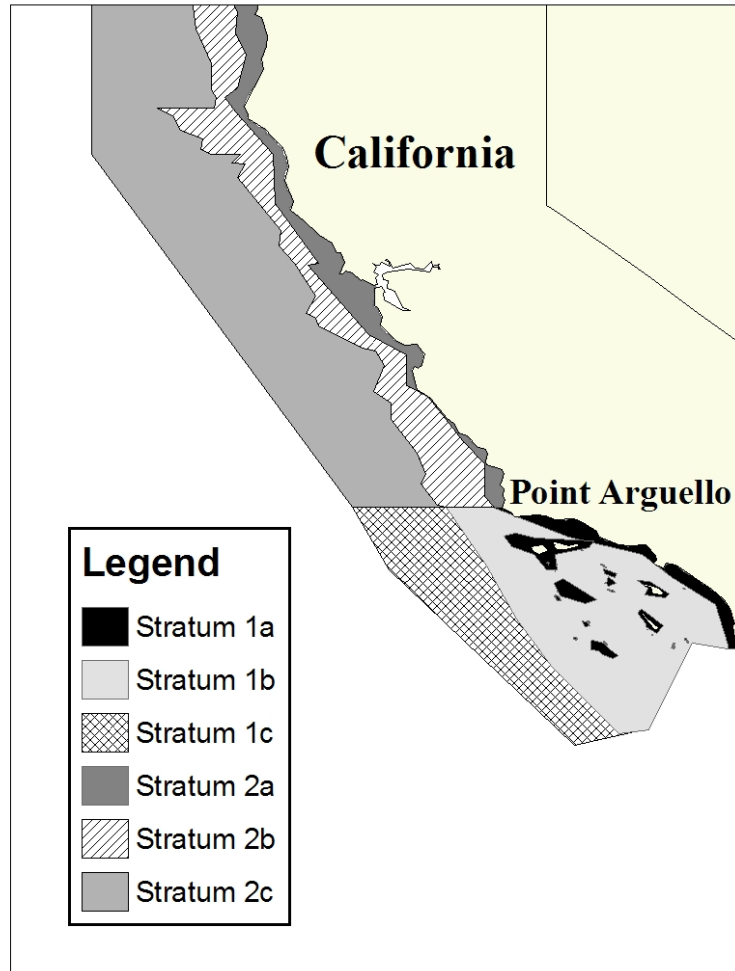 California
Point Arguello
Legend
Stratum 1a
Stratum 1b
Stratum 1c
Stratum 2a
Stratum 2b
Stratum 2c